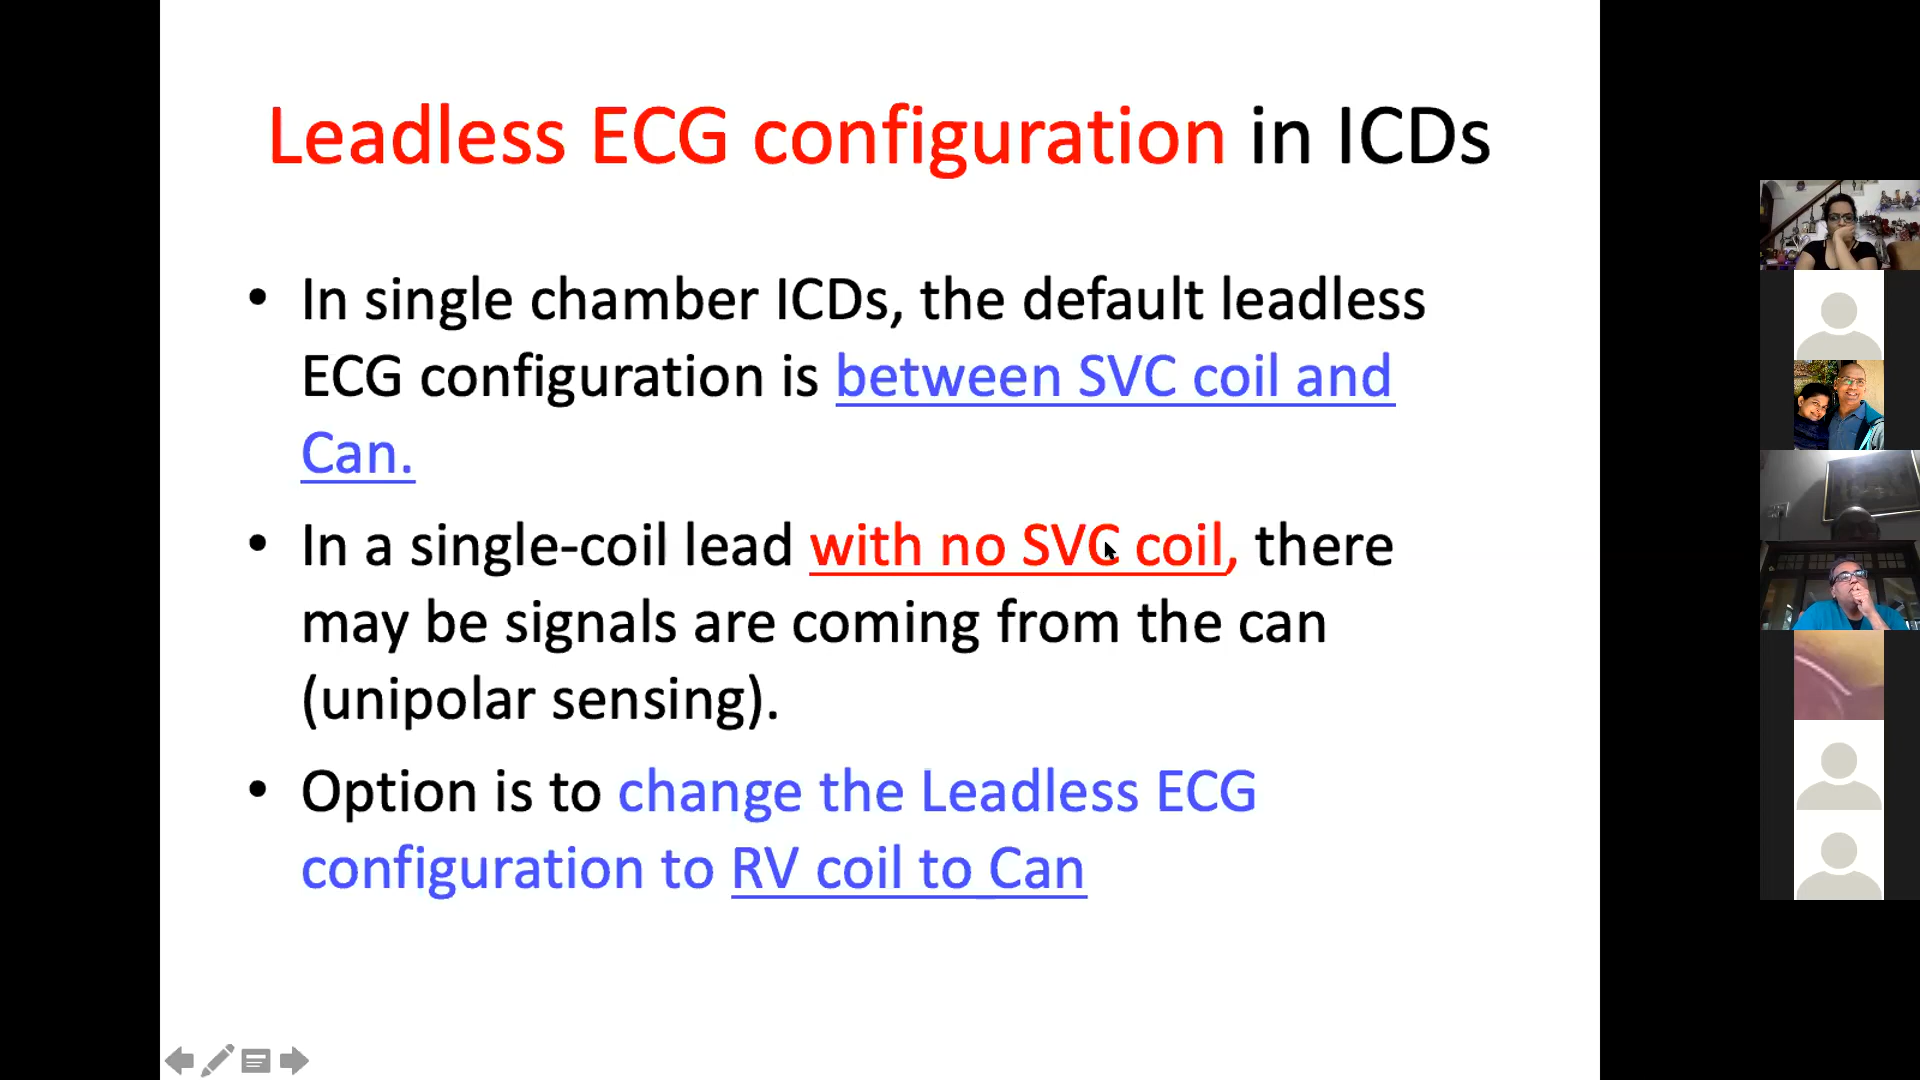 Leadless ECG configuration in ICDs
• In single chamber ICDs, the default leadless
ECG configuration is between SVC coil and
Can.
• In a single-coil lead with no SVC coil, there
may be signals are coming from the can
(unipolar sensing).
• Option is to change the Leadless ECG
configuration to RV coil to Can